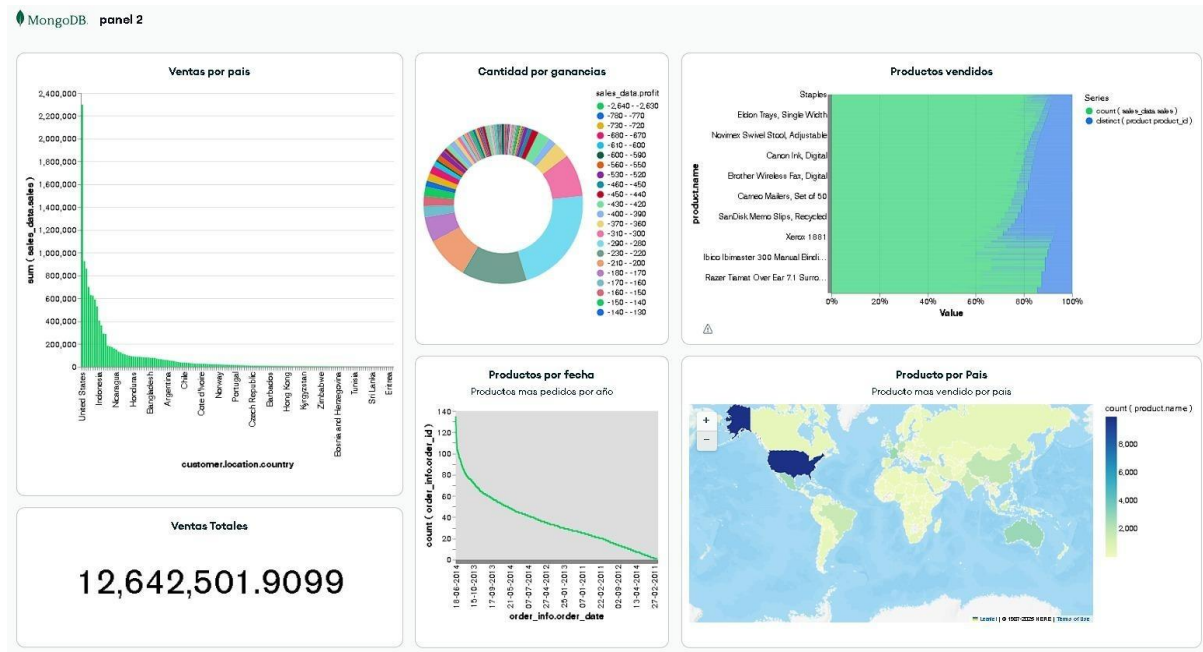 MongoDB. panel 2
Ventas por pais
2,400,000
2,200,000
2,000,000
1,800,000
1,600,000
1,400,000
1,200,000
1,000,000
800,000
600,000
400,000
200,000
0
sum ( sales_data.sales )
United States
Indonesia
Nicaragua
Honduras
Bangladesh
Argentina
Chile
Cote d'Ivoire
Norway
Portugal
Czech Republic
Barbados
Hong Kong
Kyrgyzstan
Zimbabwe
Bosnia and Herzegovina
Tunisia
Sri Lanka
Eritrea
customer.location.country
Cantidad por ganancias
sales_data.profit
-2,640 - -2,630
-780 - -770
-730 - -720
-680 - -670
-610 - -600
-600 - -590
-560 - -550
-530 - -520
-460 - -450
-450 - -440
-430 - -420
-400 - -390
-370 - -360
-310 - -300
-290 - -280
-230 - -220
-210 - -200
-180 - -170
-170 - -160
-160 - -150
-150 - -140
-140 - -130
Productos vendidos
product.name
Staples
Eldon Trays, Single Width
Novimex Swivel Stool, Adjustable
Canon Ink, Digital
Brother Wireless Fax, Digital
Cameo Mailers, Set of 50
SanDisk Memo Slips, Recycled
Xerox 1881
Ibico Ibimaster 300 Manual Bindi...
Razer Tiamat Over Ear 7.1 Surro...
0% 20% 40% 60% 80% 100%
Value
Series
count ( sales_data.sales )
distinct ( product.product_id )
Ventas Totales
12,642,501.9099
Productos por fecha
Productos mas pedidos por año
140
120
100
80
60
40
20
0
count ( order_info.order_id )
18-06-2014
15-10-2013
17-09-2013
21-05-2014
07-07-2014
27-04-2012
25-01-2013
07-01-2011
22-02-2011
02-09-2012
13-04-2014
27-02-2011
order_info.order_date
Producto por Pais
Producto mas vendido por pais
+
−
count ( product.name )
8,000
6,000
4,000
2,000
Leaflet | © 1987-2025 HERE | Terms of Use